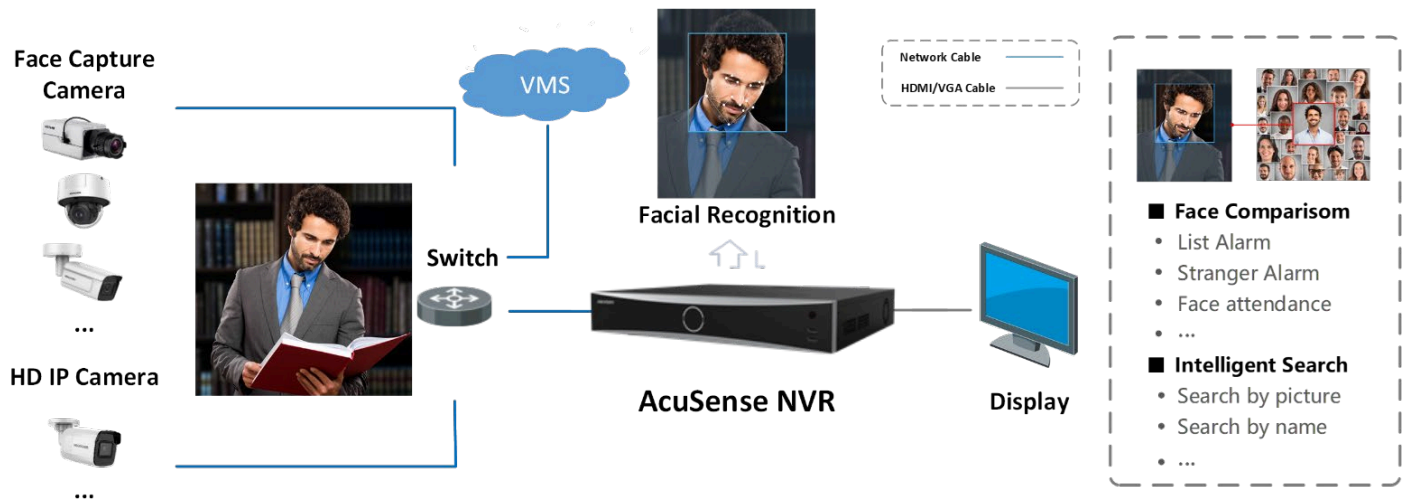 Face Capture
Camera
...
HD IP Camera
...
VMS
Switch
Facial Recognition
AcuSense NVR
Display
Network Cable
HDMI/VGA Cable
■ Face Comparisom
• List Alarm
• Stranger Alarm
• Face attendance
• ...
■ Intelligent Search
• Search by picture
• Search by name
• ...